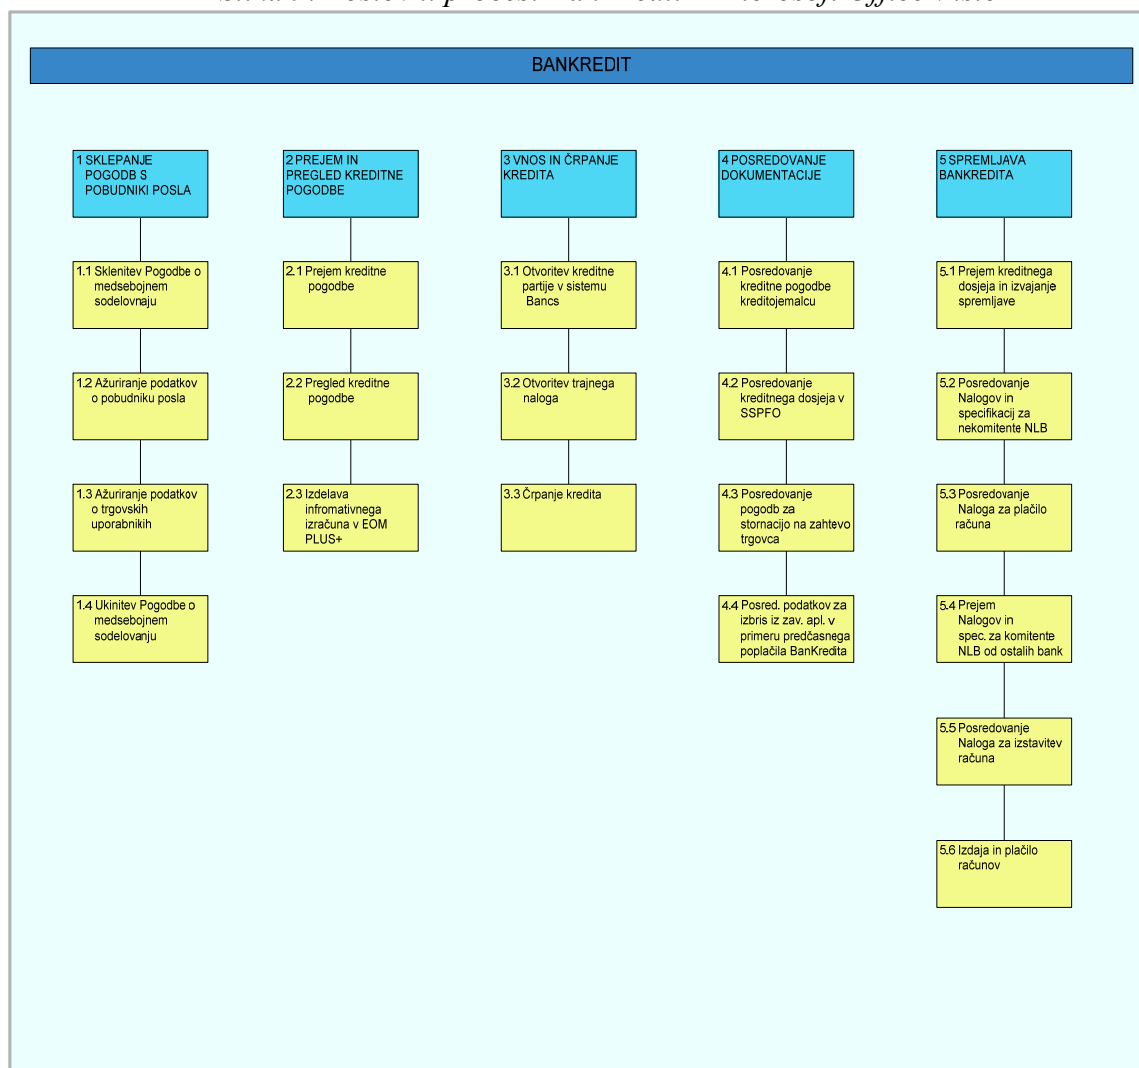 BANKREDIT
1 SKLEPANJE
POGODB S
POBUDNIKI POSLA
1.1 Sklenitev Pogodbe o
medsebojnem
sodelovnaju
1.2 Ažuriranje podatkov
o pobudniku posla
1.3 Ažuriranje podatkov
o trgovskih
uporabnikih
1.4 Ukinitev Pogodbe o
medsebojnem
sodelovanju
2 PREJEM IN
PREGLED KREDITNE
POGODBE
2.1 Prejem kreditne
pogodbe
2.2 Pregled kreditne
pogodbe
2.3 Izdelava
infromativnega
izračuna v EOM
PLUS+
3 VNOS IN ČRPANJE
KREDITA
3.1 Otvoritev kreditne
partije v sistemu
Bancs
3.2 Otvoritev trajnega
naloga
3.3 Črpanje kredita
4 POSREDOVANJE
DOKUMENTACIJE
4.1 Posredovanje
kreditne pogodbe
kreditojemalcu
4.2 Posredovanje
kreditnega dosjeja v
SSPFO
4.3 Posredovanje
pogodb za
stornacijo na zahtevo
trgovca
4.4 Posred. podatkov za
izbris iz zav. apl. v
primeru predčasnega
poplačila BanKredita
5 SPREMLJAVA
BANKREDITA
5.1 Prejem kreditnega
dosjeja in izvajanje
spremljave
5.2 Posredovanje
Nalogov in
specifikacij za
nekomitente NLB
5.3 Posredovanje
Naloga za plačilo
računa
5.4 Prejem
Nalogov in
spec. za komitente
NLB od ostalih bank
5.5 Posredovanje
Naloga za izstavitev
računa
5.6 Izdaja in plačilo
računov